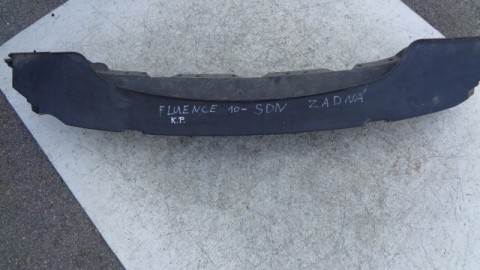 FLUENCE 10- SDN ZADNÁ
K.P.